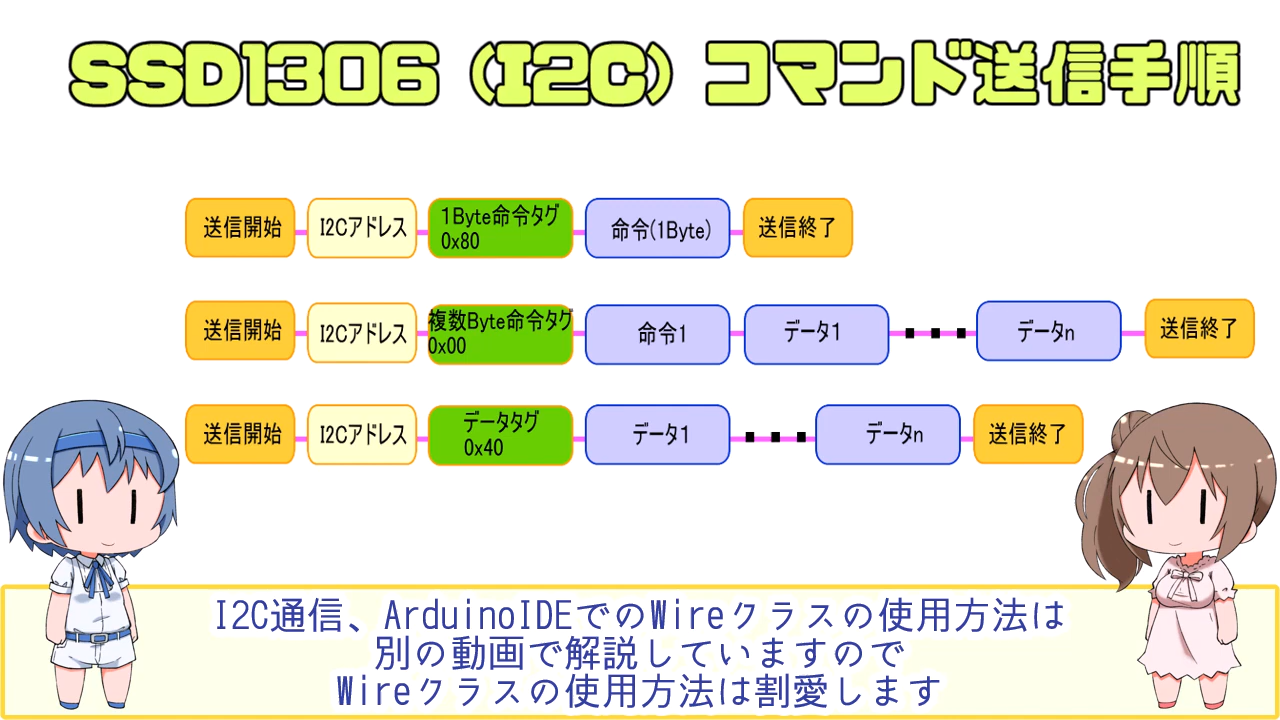 SSD1306（I2C）コマンド送信手順
送信開始
I2Cアドレス
1Byte命令タグ
0x80
命令(1Byte)
送信終了
送信開始
I2Cアドレス
複数Byte命令タグ
0x00
命令1
データ1
データn
送信終了
送信開始
I2Cアドレス
データタグ
0x40
データ1
データn
送信終了
I2C通信、ArduinoIDEでのWireクラスの使用方法は
別の動画で解説していますので
Wireクラスの使用方法は割愛します